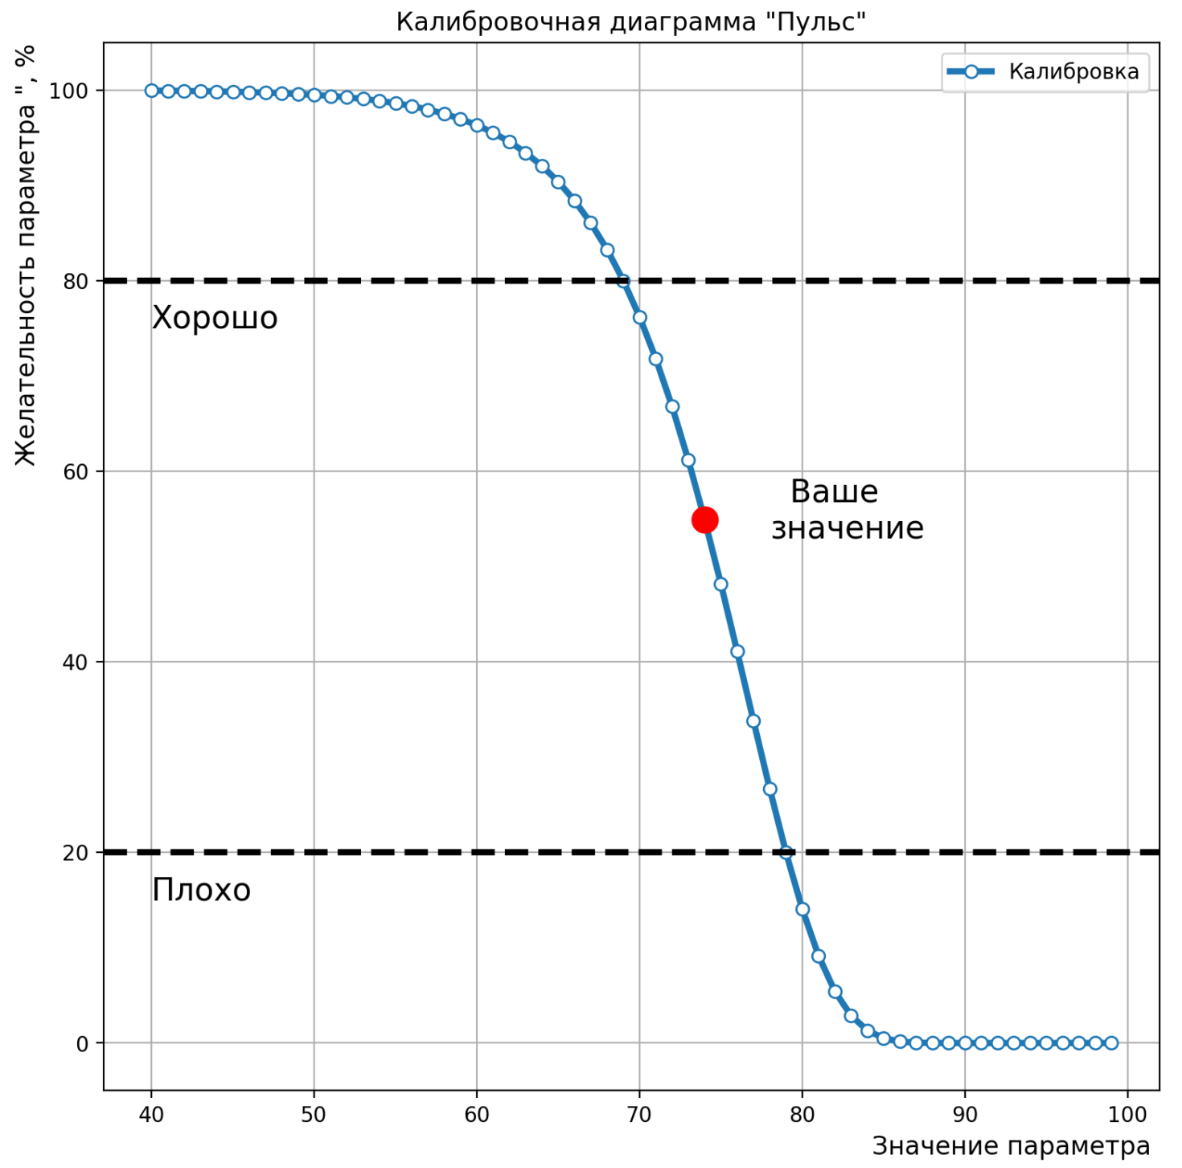 Калибровочная диаграмма "Пульс"
Желательность параметра ", %
Калибровка
100
80
Хорошо
60
Ваше
значение
40
20
Плохо
0
40 50 60 70 80 90 100
Значение параметра